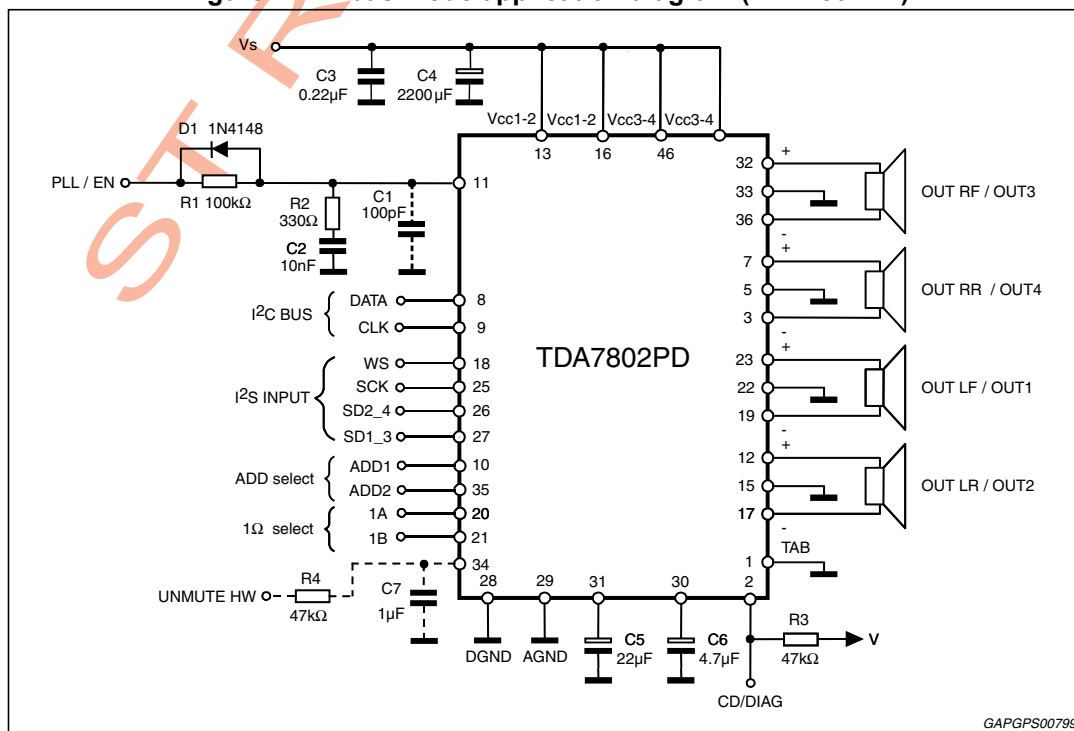 Vs
C3
0.22µF
C4
2200µF
Vcc1-2 Vcc1-2 Vcc3-4 Vcc3-4
13 16 46
D1 1N4148
PLL / EN
R1 100kΩ
R2
330Ω
C2
10nF
C1
100pF
11
I²C BUS
DATA 8
CLK 9
I²S INPUT
WS 18
SCK 25
SD2_4 26
SD1_3 27
ADD select
ADD1 10
ADD2 35
1Ω select
1A 20
1B 21
34
UNMUTE HW
R4
47kΩ
C7
1µF
TDA7802PD
32 +
33
36
-
OUT RF / OUT3
7 +
5
3
-
OUT RR / OUT4
23 +
22
19
-
OUT LF / OUT1
12 +
15
17
-
OUT LR / OUT2
TAB
1
28 29 31 30 2
DGND AGND
C5
22µF
C6
4.7µF
R3
47kΩ
V
CD/DIAG
GAPGPS00799